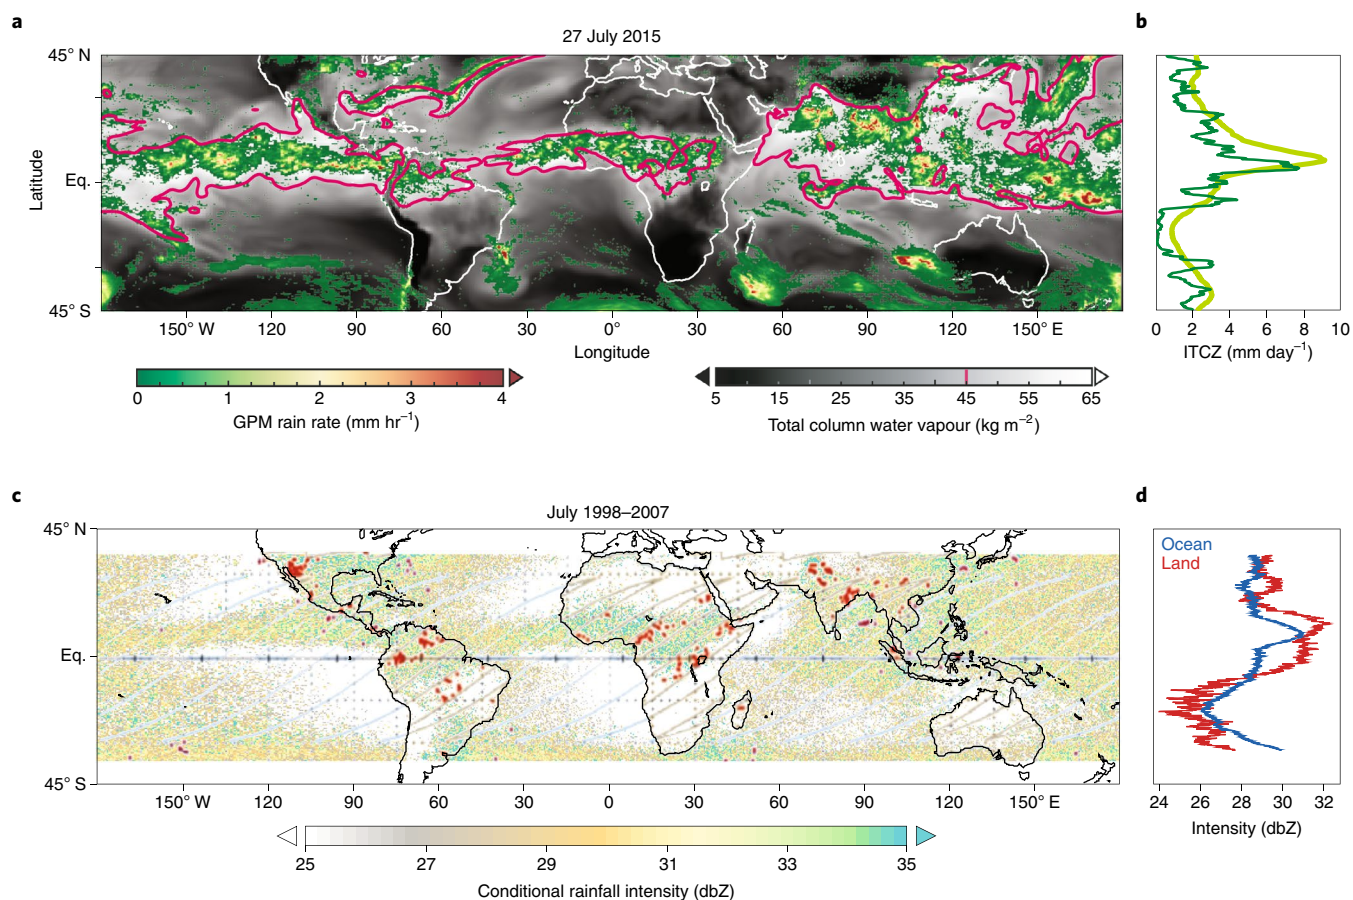 a
b
27 July 2015
45° N
Eq.
45° S
Latitude
150° W 120 90 60 30 0° 30 60 90 120 150° E
Longitude
0 2 4 6 8 10
ITCZ (mm day⁻¹)
0 1 2 3 4
GPM rain rate (mm hr⁻¹)
5 15 25 35 45 55 65
Total column water vapour (kg m⁻²)
c
d
July 1998–2007
45° N
Eq.
45° S
150° W 120 90 60 30 0 30 60 90 120 150° E
Ocean
Land
24 26 28 30 32
Intensity (dbZ)
25 27 29 31 33 35
Conditional rainfall intensity (dbZ)